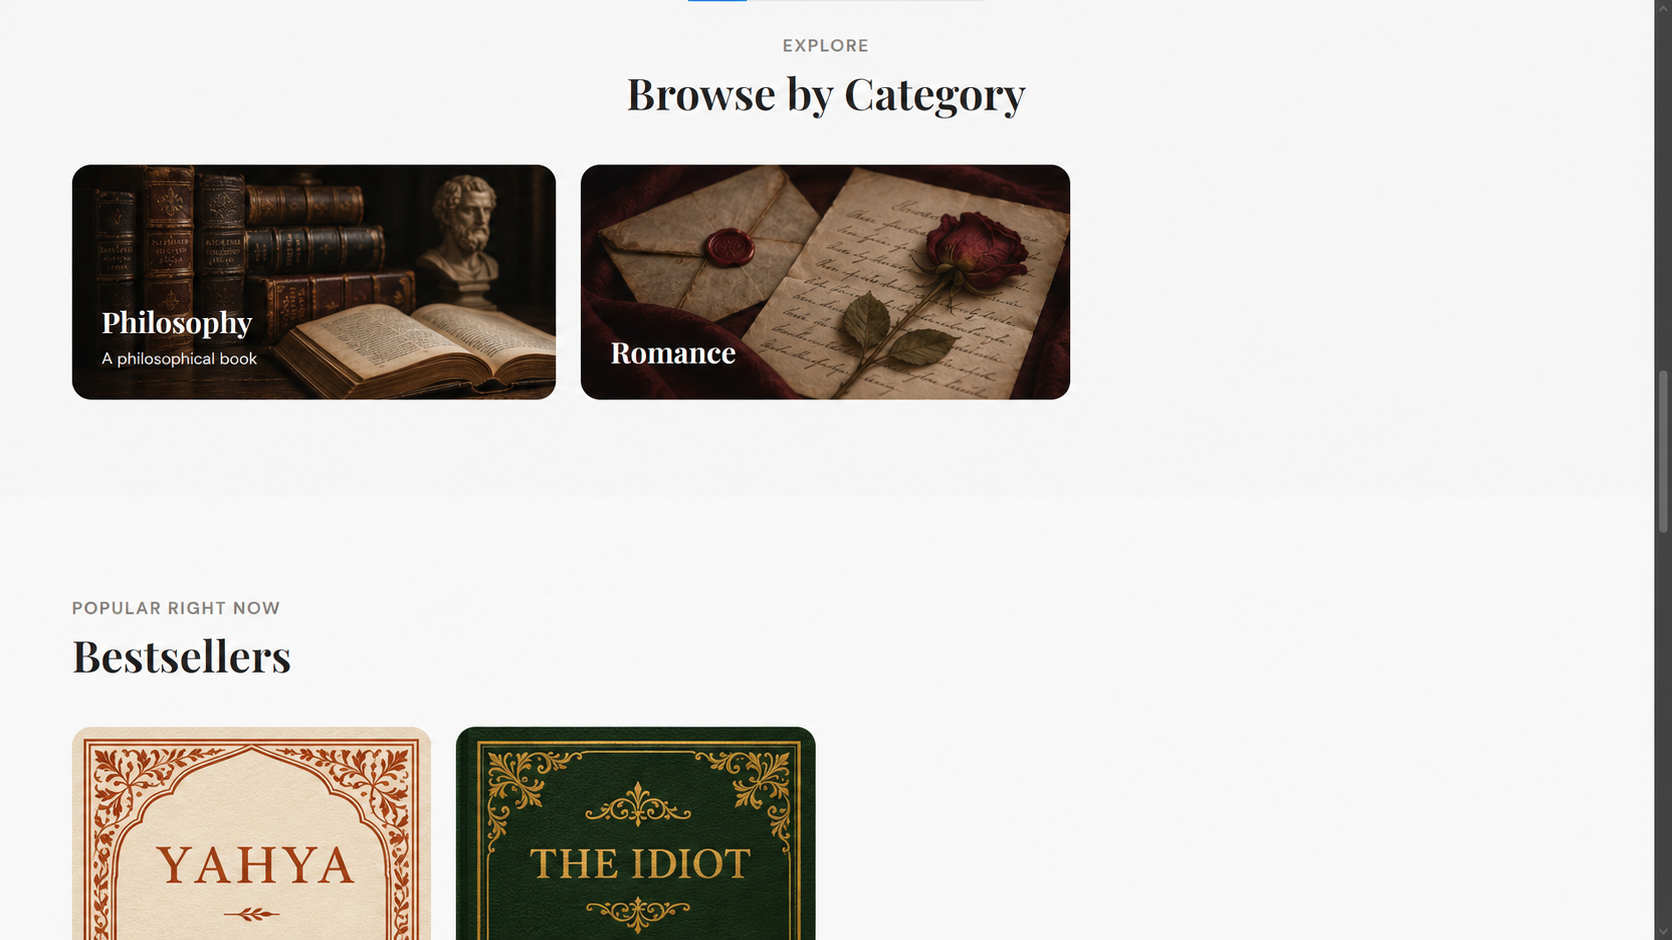 EXPLORE
Browse by Category
Philosophy
A philosophical book
Romance
POPULAR RIGHT NOW
Bestsellers
YAHYA
THE IDIOT